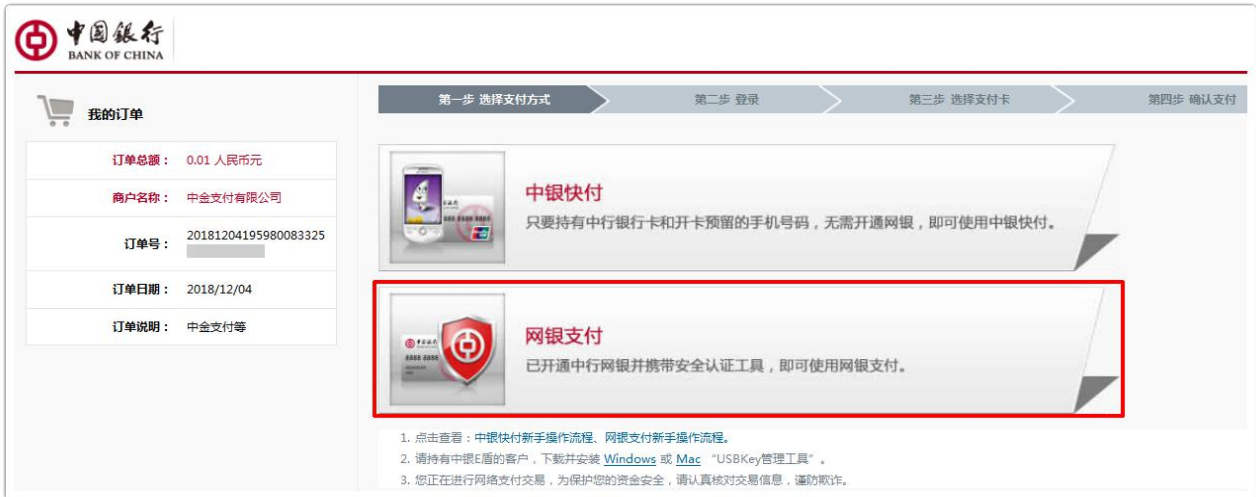 中国銀行
BANK OF CHINA
我的订单
订单总额： 0.01 人民币元
商户名称： 中金支付有限公司
订单号： 20181204195980083325
订单日期： 2018/12/04
订单说明： 中金支付等
第一步 选择支付方式 第二步 登录 第三步 选择支付卡 第四步 确认支付
中银快付
只要持有中行银行卡和开卡预留的手机号码，无需开通网银，即可使用中银快付。
网银支付
已开通中行网银并携带安全认证工具，即可使用网银支付。
1. 点击查看：中银快付新手操作流程、网银支付新手操作流程。
2. 请持有中银E盾的客户，下载并安装 Windows 或 Mac “USBKey管理工具”。
3. 您正在进行网络支付交易，为保护您的资金安全，请认真核对交易信息，谨防欺诈。